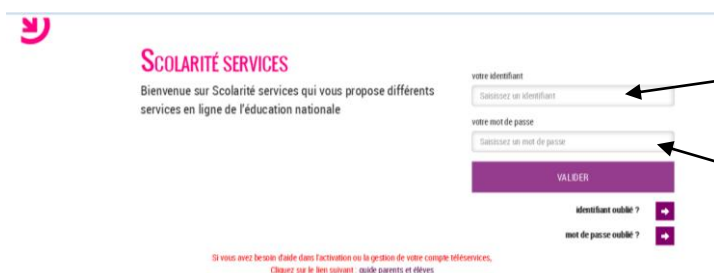 SCOLARITÉ SERVICES
Bienvenue sur Scolarité services qui vous propose différents
services en ligne de l'éducation nationale
votre identifiant
Saisissez un identifiant
votre mot de passe
Saisissez un mot de passe
VALIDER
identifiant oublié ?
mot de passe oublié ?
Si vous avez besoin d'aide dans l'activation ou la gestion de votre compte téléservices,
Cliquez sur le lien suivant : guide parents et élèves